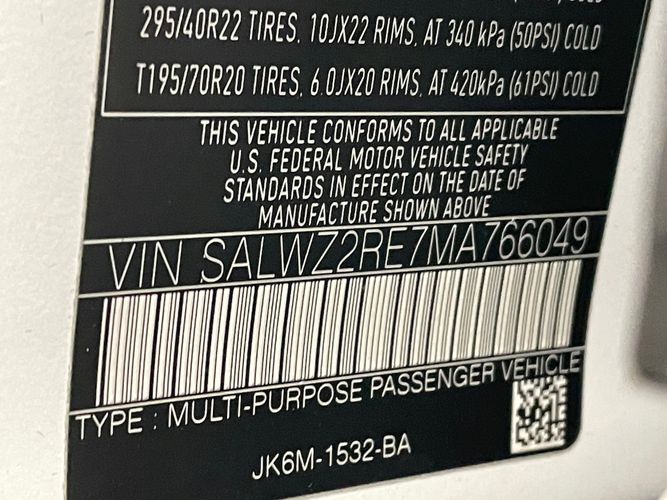 295/40R22 TIRES, 10JX22 RIMS, AT 340 kPa (50PSI) COLD
T195/70R20 TIRES, 6.0JX20 RIMS, AT 420kPa (61PSI) COLD
THIS VEHICLE CONFORMS TO ALL APPLICABLE
U.S. FEDERAL MOTOR VEHICLE SAFETY
STANDARDS IN EFFECT ON THE DATE OF
MANUFACTURE SHOWN ABOVE
VIN SALWZ2RE7MA766049
TYPE : MULTI-PURPOSE PASSENGER VEHICLE
JK6M-1532-BA